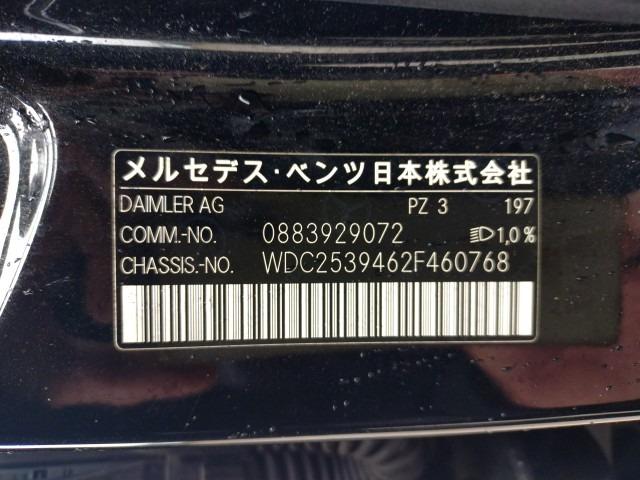 メルセデス・ベンツ日本株式会社
DAIMLER AG PZ 3 197
COMM.-NO. 0883929072 1,0%
CHASSIS.-NO. WDC2539462F460768